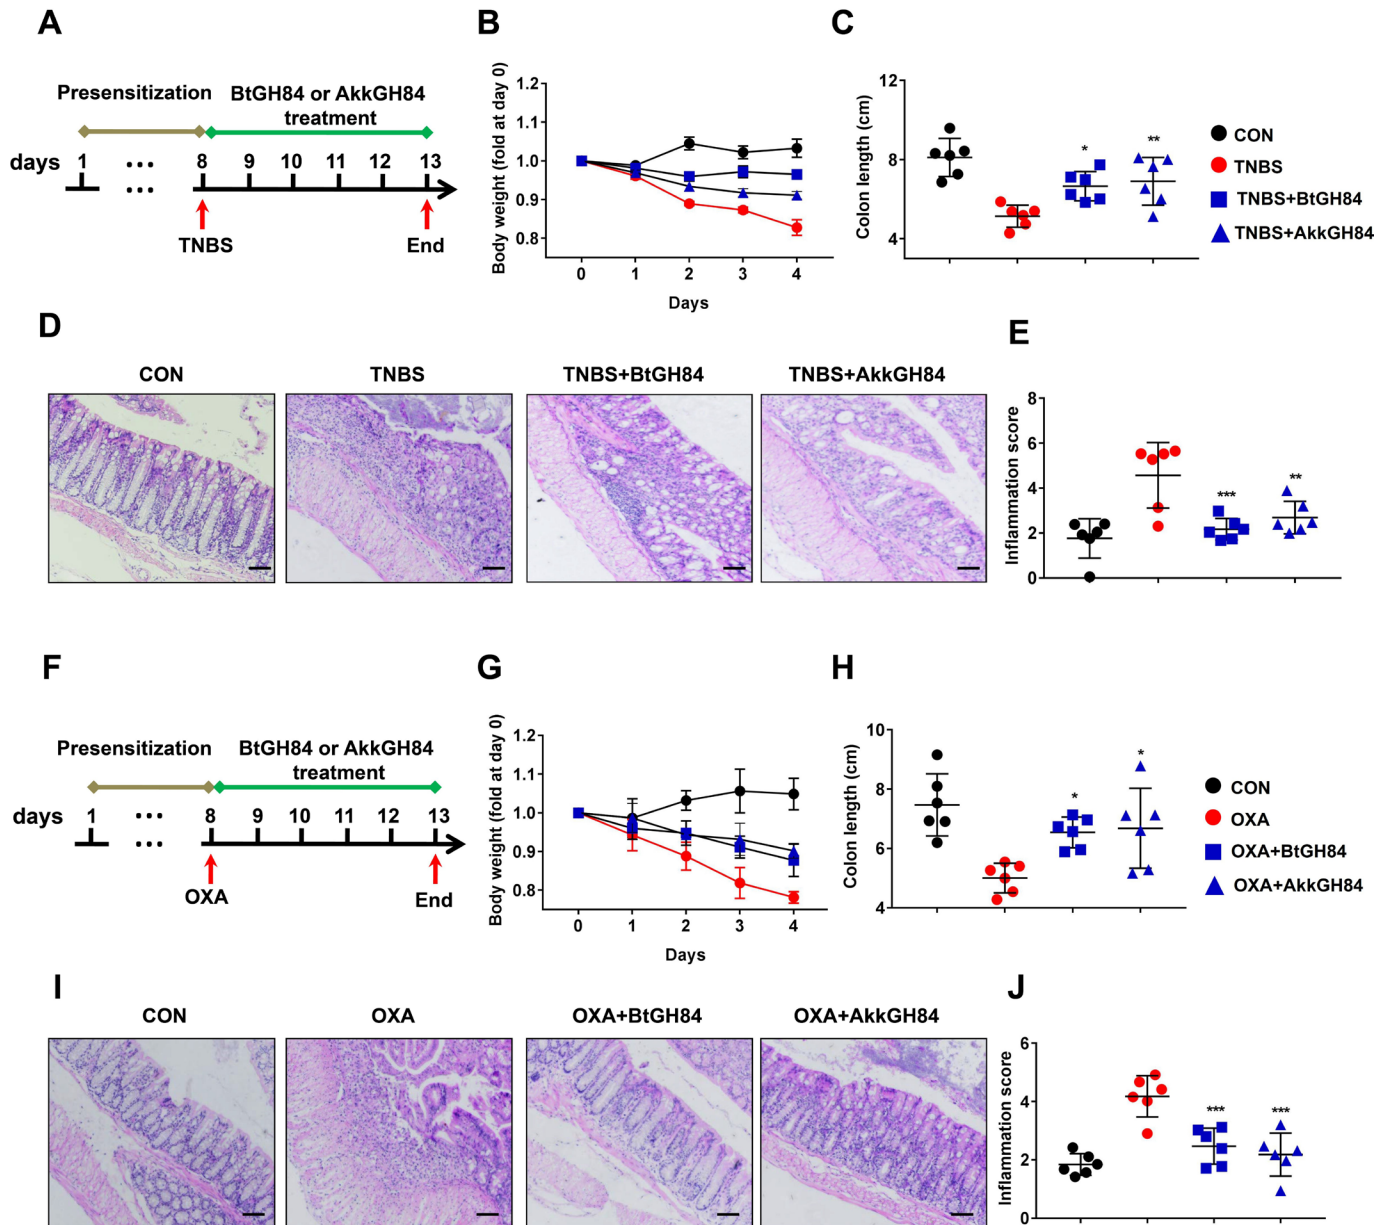 A
Presensitization BtGH84 or AkkGH84
treatment
days 1 ... 8 9 10 11 12 13
...
TNBS End
B
Body weight (fold at day 0)
1.2
1.1
1.0
0.9
0.8
0 1 2 3 4
Days
C
Colon length (cm)
12
8
4
* **
CON
TNBS
TNBS+BtGH84
TNBS+AkkGH84
D
CON TNBS TNBS+BtGH84 TNBS+AkkGH84
E
Inflammation score
8
6
4
2
0
*** **
F
Presensitization BtGH84 or AkkGH84
treatment
days 1 ... 8 9 10 11 12 13
...
OXA End
G
Body weight (fold at day 0)
1.2
1.1
1.0
0.9
0.8
0 1 2 3 4
Days
H
Colon length (cm)
10
8
6
4
* *
CON
OXA
OXA+BtGH84
OXA+AkkGH84
I
CON OXA OXA+BtGH84 OXA+AkkGH84
J
Inflammation score
6
4
2
0
*** ***